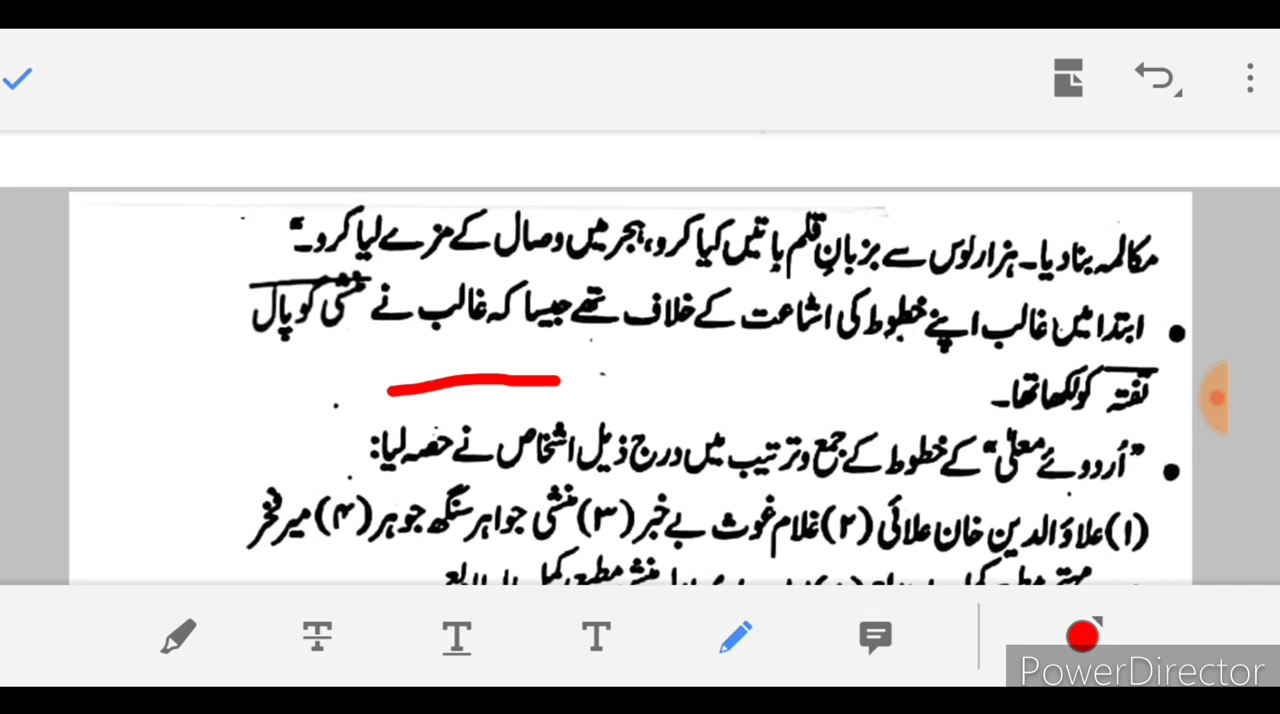 مکالمہ بنا دیا۔ ہزار کوس سے بزبانِ قلم باتیں کیا کرو، ہجر میں وصال کے مزے لیا کرو۔“
• ابتدا میں غالب اپنے خطوط کی اشاعت کے خلاف تھے جیسا کہ غالب نے منشی گوپال
تفتہ کو لکھا تھا۔
• ”اُردوئے معلّٰی“ کے خطوط کے جمع و ترتیب میں درج ذیل اشخاص نے حصہ لیا:
(۱) علاؤالدین خان علائی (۲) غلام غوث بے خبر (۳) منشی جواہر سنگھ جوہر (۴) میر فخر
PowerDirector